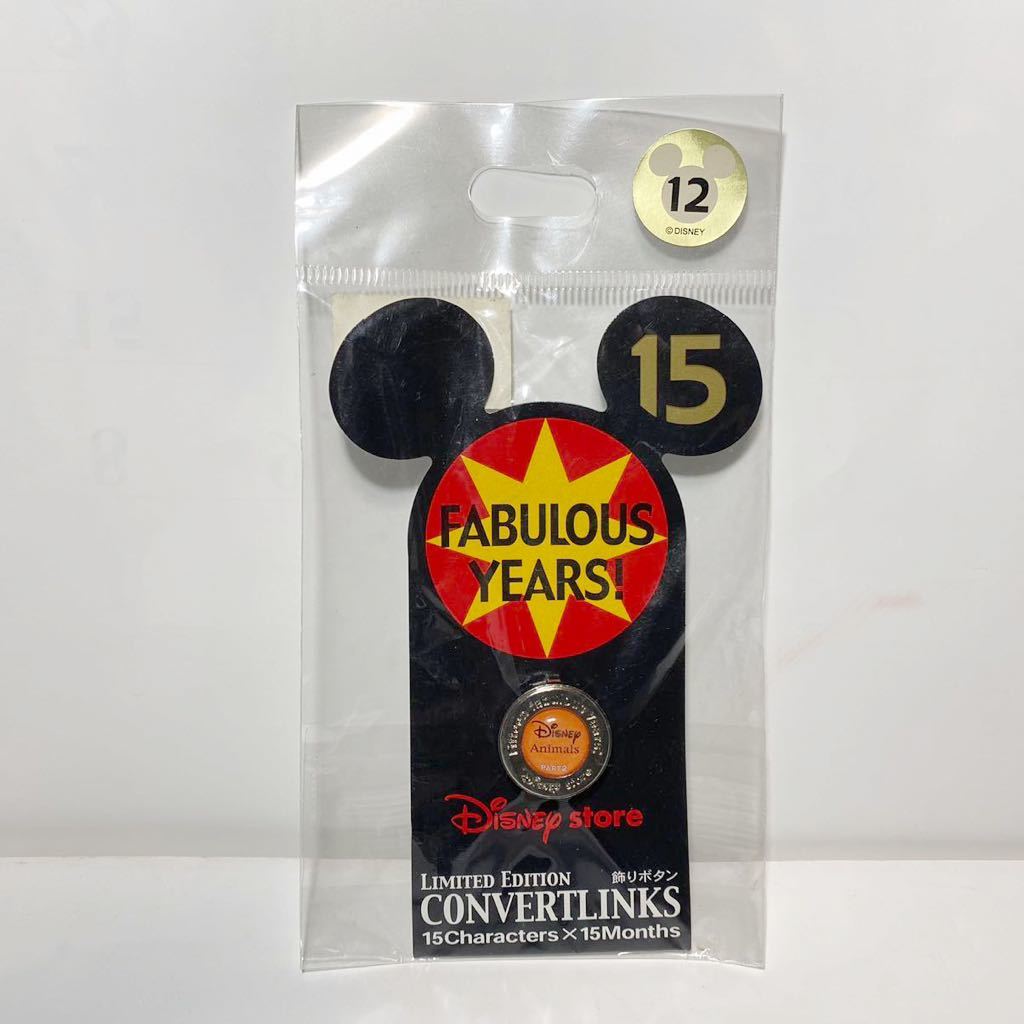 12
©DISNEY
15
FABULOUS
YEARS!
Disney
Animals
PART2
Disney store
LIMITED EDITION 飾りボタン
CONVERTLINKS
15Characters×15Months